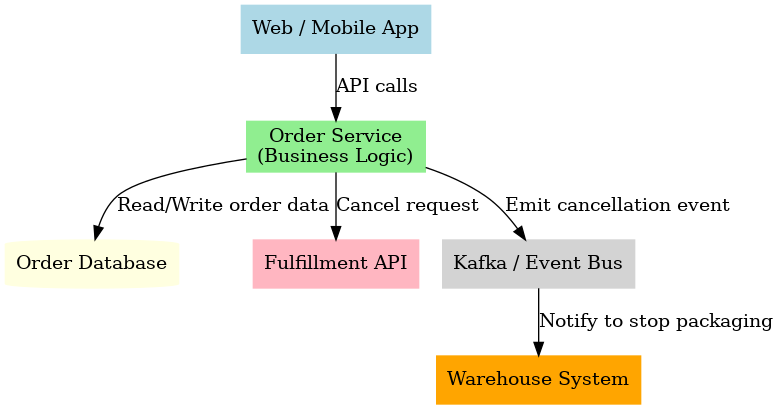 Web / Mobile App
API calls
Order Service
(Business Logic)
Read/Write order data
Cancel request
Emit cancellation event
Order Database
Fulfillment API
Kafka / Event Bus
Notify to stop packaging
Warehouse System